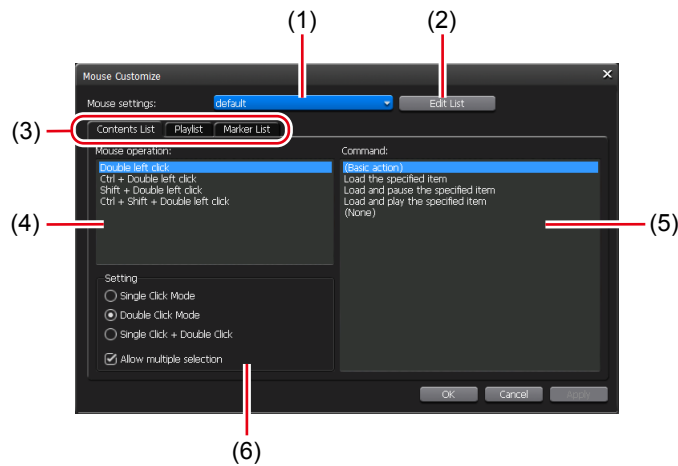 (1)
(2)
Mouse Customize
Mouse settings:
default
Edit List
(3)
Contents List
Playlist
Marker List
Mouse operation:
Double left click
Ctrl + Double left click
Shift + Double left click
Ctrl + Shift + Double left click
Command:
(Basic action)
Load the specified item
Load and pause the specified item
Load and play the specified item
(None)
(4)
(5)
Setting
Single Click Mode
Double Click Mode
Single Click + Double Click
Allow multiple selection
OK
Cancel
Apply
(6)